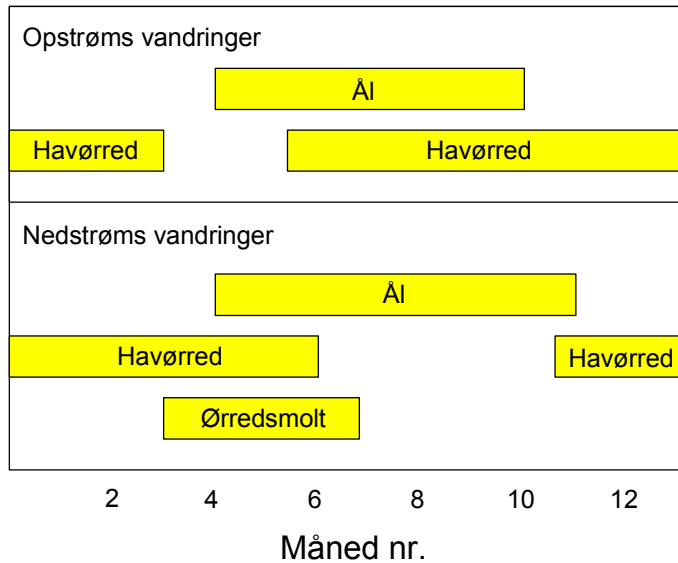 Opstrøms vandringer
Ål
Havørred Havørred
Nedstrøms vandringer
Ål
Havørred Havørred
Ørredsmolt
2 4 6 8 10 12
Måned nr.